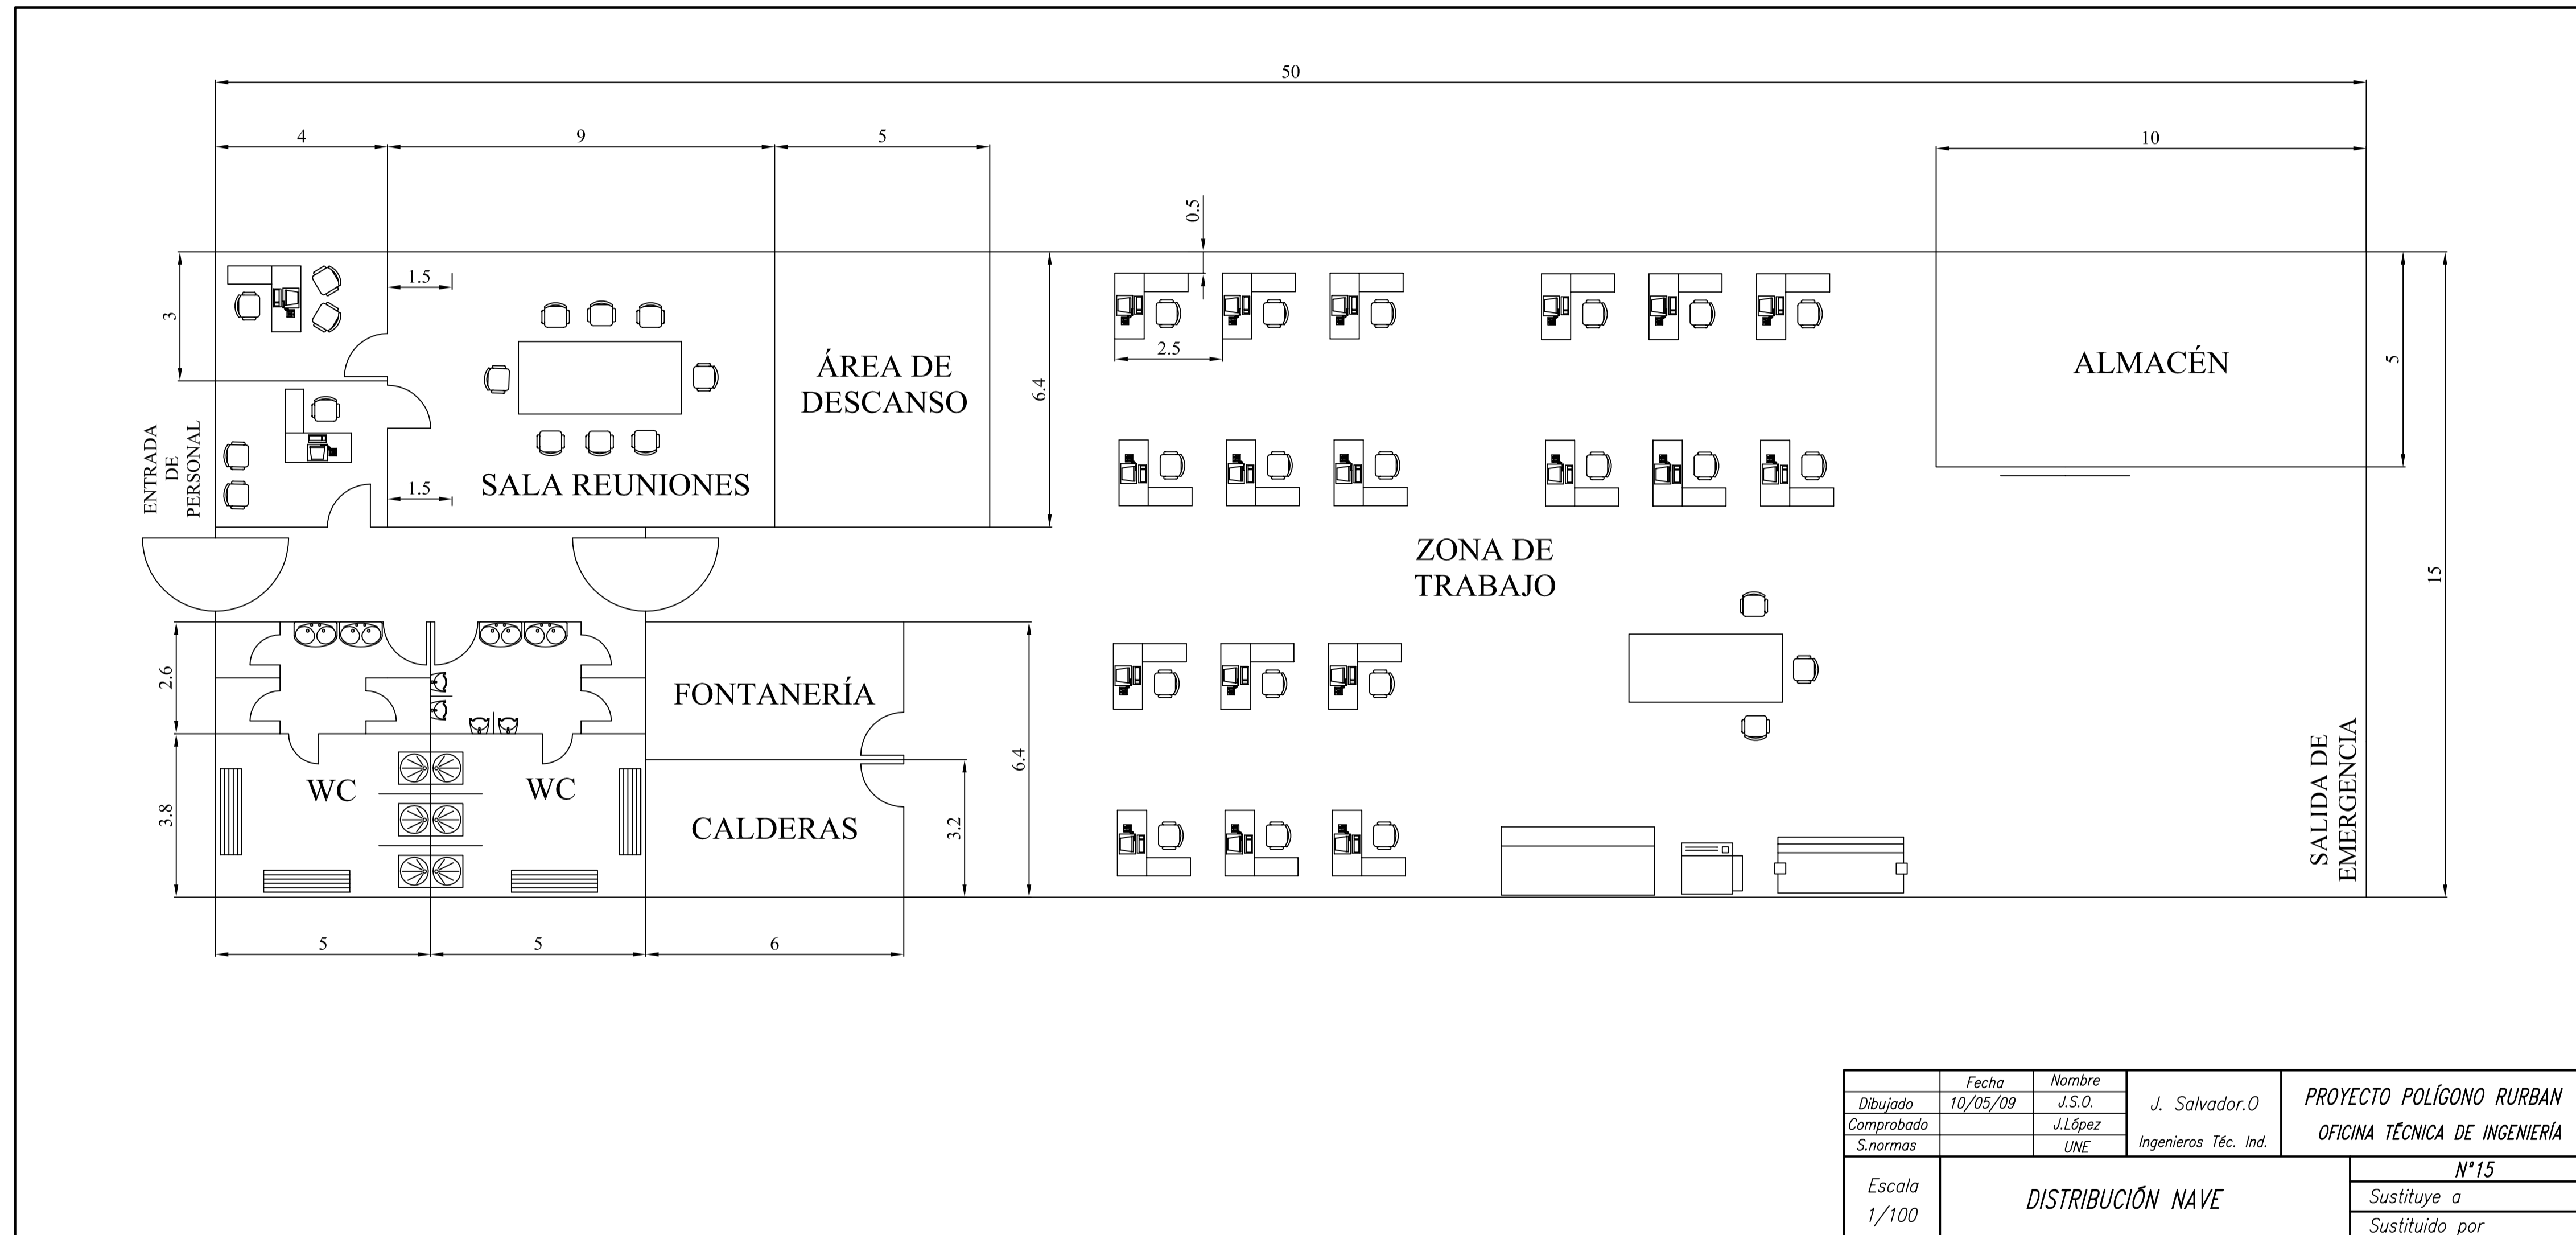 50
4
9
5
10
0.5
1.5
3
2.5
ÁREA DE
DESCANSO
6.4
ALMACÉN
5
ENTRADA
DE
PERSONAL
1.5
SALA REUNIONES
ZONA DE
TRABAJO
15
2.6
FONTANERÍA
6.4
3.8
WC
WC
CALDERAS
3.2
SALIDA DE
EMERGENCIA
5
5
6
Fecha
Nombre
Dibujado
10/05/09
J.S.O.
Comprobado
J.López
S.normas
UNE
J. Salvador.O
Ingenieros Téc. Ind.
PROYECTO POLÍGONO RURBAN
OFICINA TÉCNICA DE INGENIERÍA
Escala
1/100
DISTRIBUCIÓN NAVE
Nº15
Sustituye a
Sustituido por